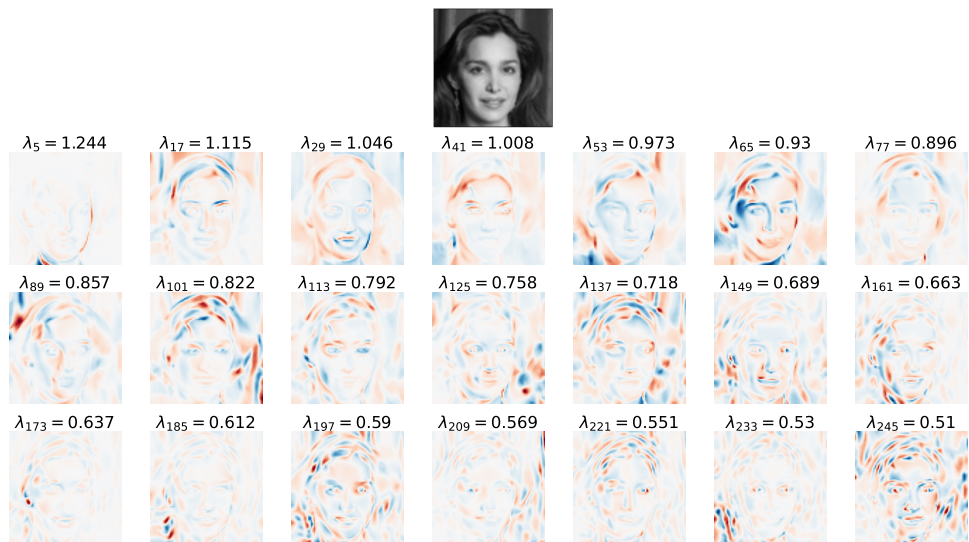 λ₅ = 1.244 λ₁₇ = 1.115 λ₂₉ = 1.046 λ₄₁ = 1.008 λ₅₃ = 0.973 λ₆₅ = 0.93 λ₇₇ = 0.896
λ₈₉ = 0.857 λ₁₀₁ = 0.822 λ₁₁₃ = 0.792 λ₁₂₅ = 0.758 λ₁₃₇ = 0.718 λ₁₄₉ = 0.689 λ₁₆₁ = 0.663
λ₁₇₃ = 0.637 λ₁₈₅ = 0.612 λ₁₉₇ = 0.59 λ₂₀₉ = 0.569 λ₂₂₁ = 0.551 λ₂₃₃ = 0.53 λ₂₄₅ = 0.51